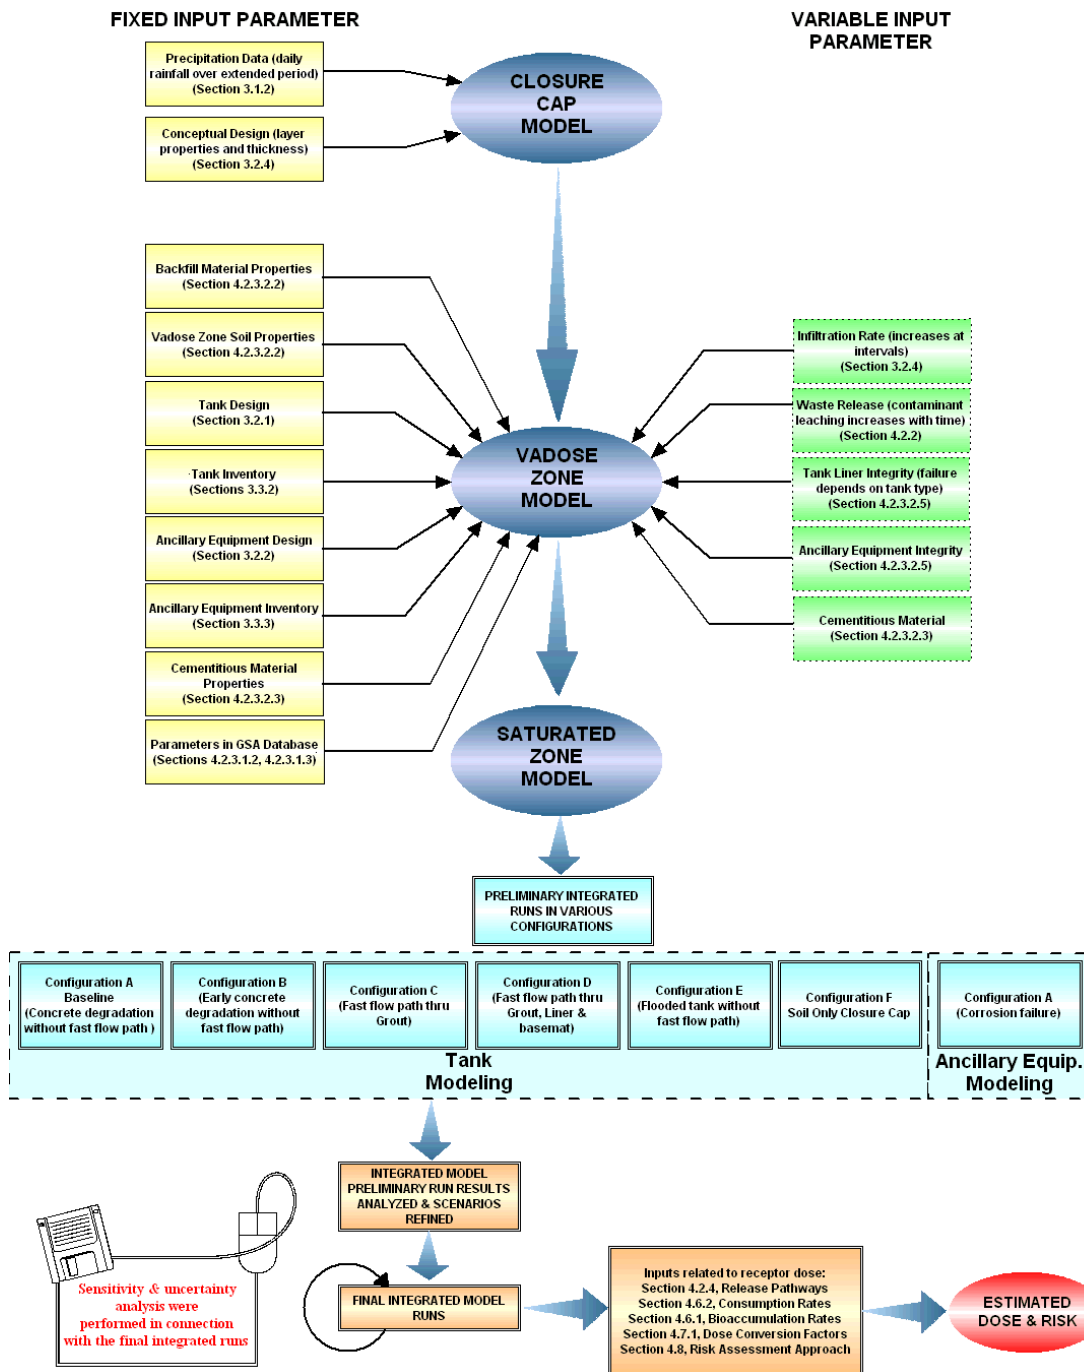 FIXED INPUT PARAMETER
VARIABLE INPUT
PARAMETER
Precipitation Data (daily
rainfall over extended period)
(Section 3.1.2)
Conceptual Design (layer
properties and thickness)
(Section 3.2.4)
CLOSURE
CAP
MODEL
Backfill Material Properties
(Section 4.2.3.2.2)
Vadose Zone Soil Properties
(Section 4.2.3.2.2)
Tank Design
(Section 3.2.1)
Tank Inventory
(Sections 3.3.2)
Ancillary Equipment Design
(Section 3.2.2)
Ancillary Equipment Inventory
(Section 3.3.3)
Cementitious Material
Properties
(Section 4.2.3.2.3)
Parameters in GSA Database
(Sections 4.2.3.1.2, 4.2.3.1.3)
VADOSE
ZONE
MODEL
Infiltration Rate (increases at
intervals)
(Section 3.2.4)
Waste Release (contaminant
leaching increases with time)
(Section 4.2.2)
Tank Liner Integrity (failure
depends on tank type)
(Section 4.2.3.2.5)
Ancillary Equipment Integrity
(Section 4.2.3.2.5)
Cementitious Material
(Section 4.2.3.2.3)
SATURATED
ZONE
MODEL
PRELIMINARY INTEGRATED
RUNS IN VARIOUS
CONFIGURATIONS
Configuration A
Baseline
(Concrete degradation
without fast flow path )
Configuration B
(Early concrete
degradation without
fast flow path)
Configuration C
(Fast flow path thru
Grout)
Configuration D
(Fast flow path thru
Grout, Liner &
basemat)
Configuration E
(Flooded tank without
fast flow path)
Configuration F
Soil Only Closure Cap
Configuration A
(Corrosion failure)
Tank
Modeling
Ancillary Equip.
Modeling
INTEGRATED MODEL
PRELIMINARY RUN RESULTS
ANALYZED & SCENARIOS
REFINED
Sensitivity & uncertainty
analysis were
performed in connection
with the final integrated runs
FINAL INTEGRATED MODEL
RUNS
Inputs related to receptor dose:
Section 4.2.4, Release Pathways
Section 4.6.2, Consumption Rates
Section 4.6.1, Bioaccumulation Rates
Section 4.7.1, Dose Conversion Factors
Section 4.8, Risk Assessment Approach
ESTIMATED
DOSE & RISK